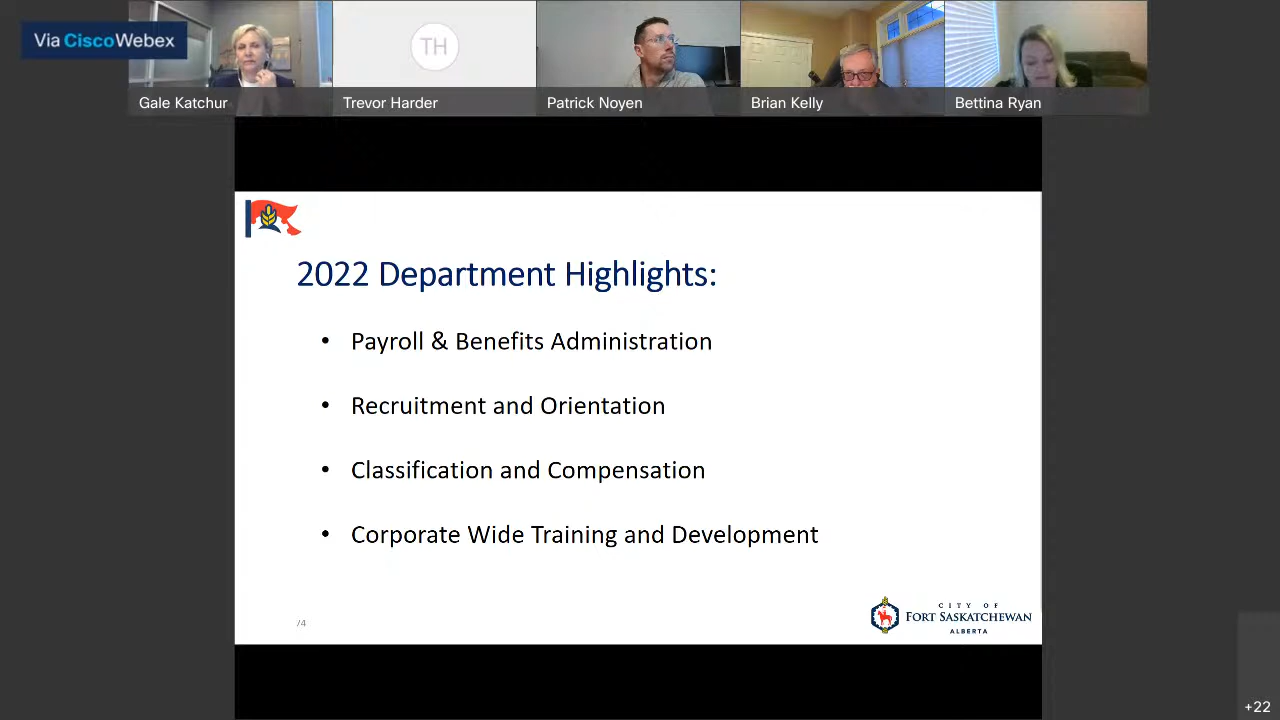 Via CiscoWebex
TH
Gale Katchur
Trevor Harder
Patrick Noyen
Brian Kelly
Bettina Ryan
2022 Department Highlights:
• Payroll & Benefits Administration
• Recruitment and Orientation
• Classification and Compensation
• Corporate Wide Training and Development
74
CITY OF
FORT SASKATCHEWAN
ALBERTA
+22